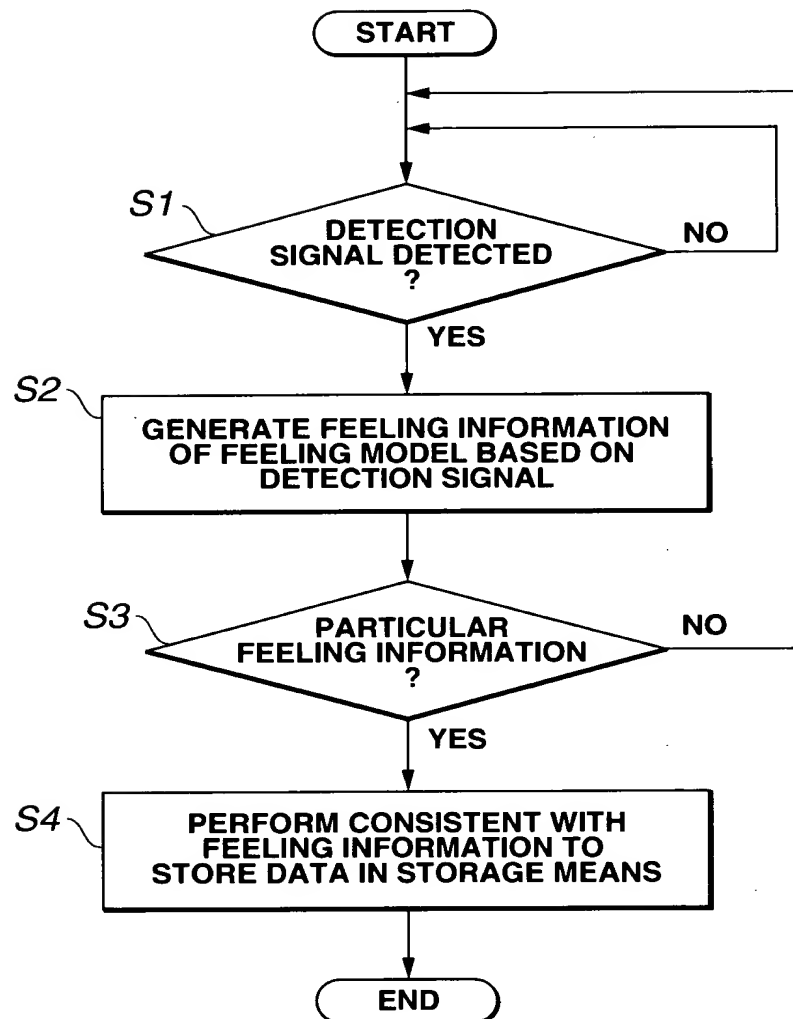 START
S1
DETECTION
SIGNAL DETECTED
?
NO
YES
S2
GENERATE FEELING INFORMATION
OF FEELING MODEL BASED ON
DETECTION SIGNAL
S3
PARTICULAR
FEELING INFORMATION
?
NO
YES
S4
PERFORM CONSISTENT WITH
FEELING INFORMATION TO
STORE DATA IN STORAGE MEANS
END